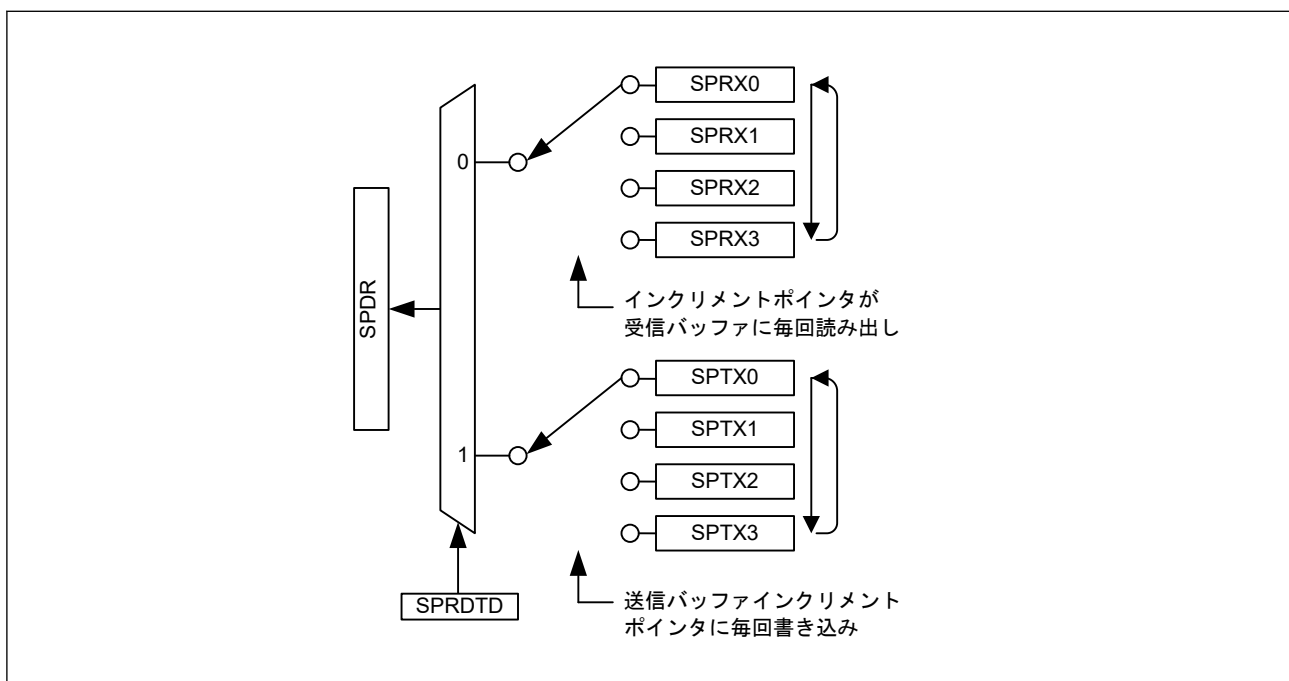 SPRX0
SPRX1
0
SPRX2
SPRX3
SPDR
インクリメントポインタが
受信バッファに毎回読み出し
SPTX0
SPTX1
1
SPTX2
SPTX3
SPRDTD
送信バッファインクリメント
ポインタに毎回書き込み